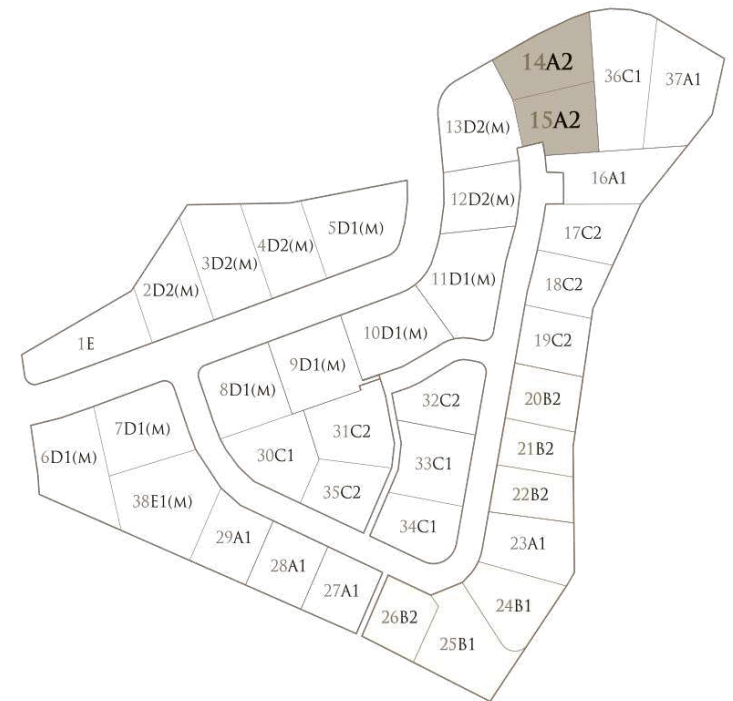 14A2
36C1
37A1
15A2
13D2(M)
16A1
12D2(M)
5D1(M)
4D2(M)
3D2(M)
2D2(M)
17C2
11D1(M)
18C2
10D1(M)
19C2
1E
9D1(M)
8D1(M)
32C2
20B2
7D1(M)
31C2
21B2
6D1(M)
30C1
33C1
35C2
22B2
38E1(M)
34C1
29A1
23A1
28A1
27A1
24B1
26B2
25B1